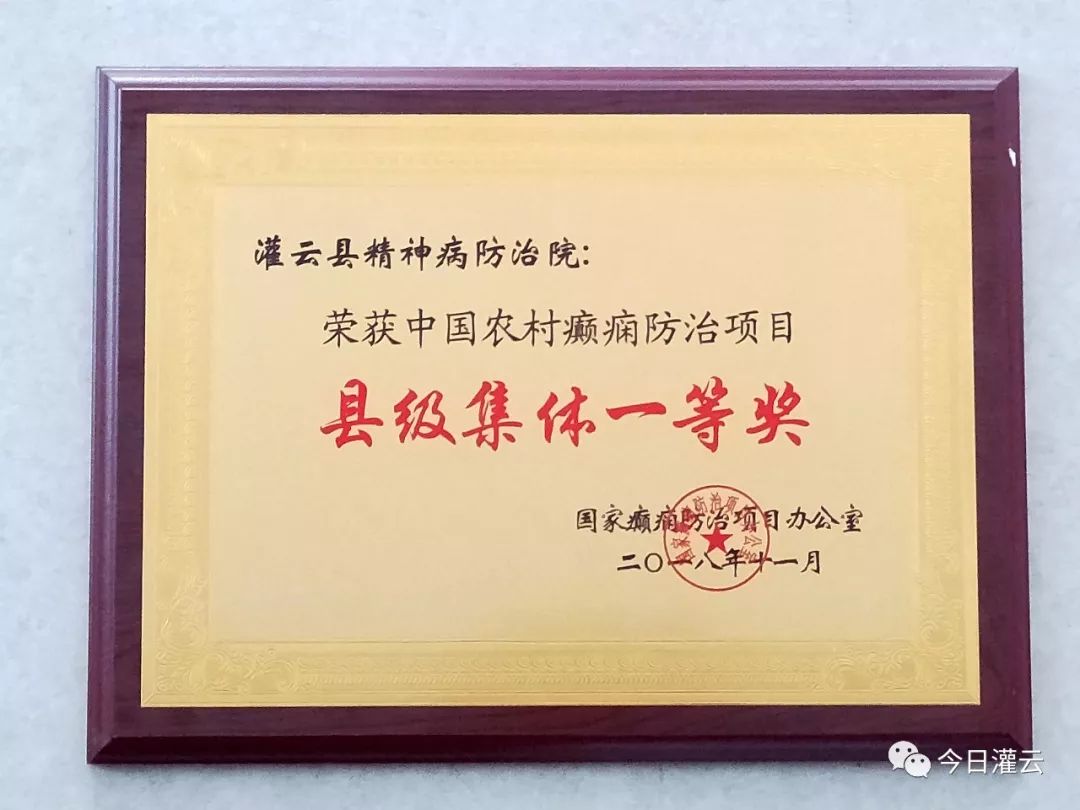 灌云县精神病防治院：
荣获中国农村癫痫防治项目
县级集体一等奖
国家癫痫防治项目办公室
二〇一八年十一月
今日灌云